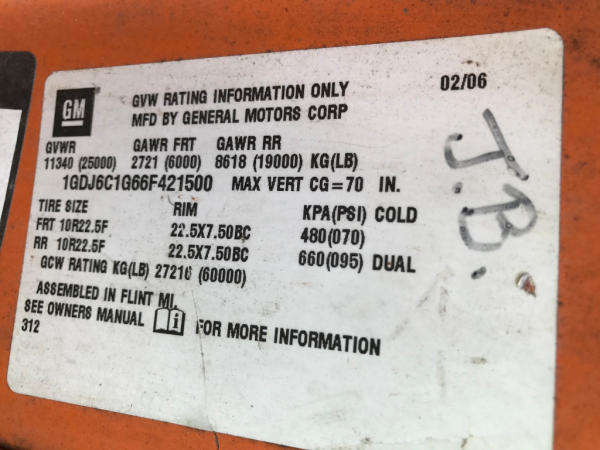 GM
GVW RATING INFORMATION ONLY 02/06
MFD BY GENERAL MOTORS CORP
GVWR GAWR FRT GAWR RR
11340 (25000) 2721 (6000) 8618 (19000) KG(LB)
1GDJ6C1G66F421500 MAX VERT CG=70 IN.
TIRE SIZE RIM KPA(PSI) COLD
FRT 10R22.5F 22.5X7.50BC 480(070)
RR 10R22.5F 22.5X7.50BC 660(095) DUAL
GCW RATING KG(LB) 27216 (60000)
ASSEMBLED IN FLINT MI.
SEE OWNERS MANUAL i FOR MORE INFORMATION
312
J.B.